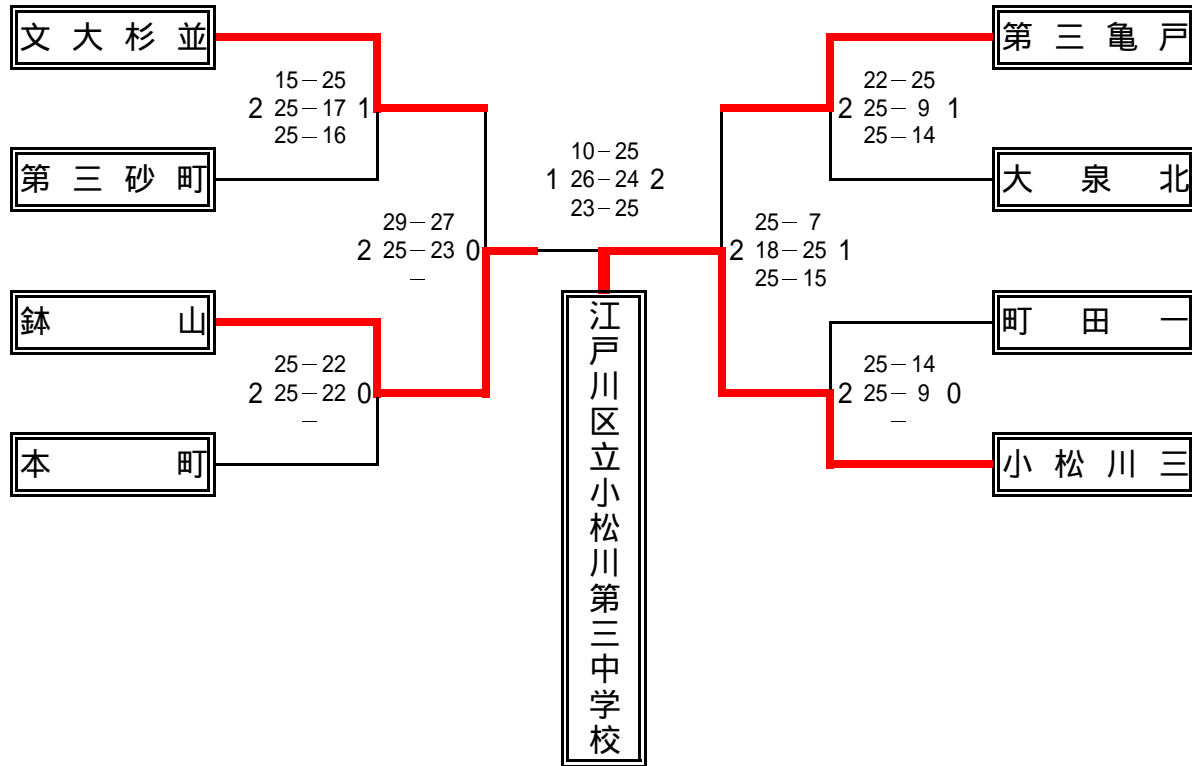 文大杉並
15－25
2 25－17 1
25－16
第三砂町
29－27
2 25－23 0
－
鉢山
25－22
2 25－22 0
－
本町
10－25
1 26－24 2
23－25
江戸川区立小松川第三中学校
第三亀戸
22－25
2 25－9 1
25－14
大泉北
25－7
2 18－25 1
25－15
町田一
25－14
2 25－9 0
－
小松川三